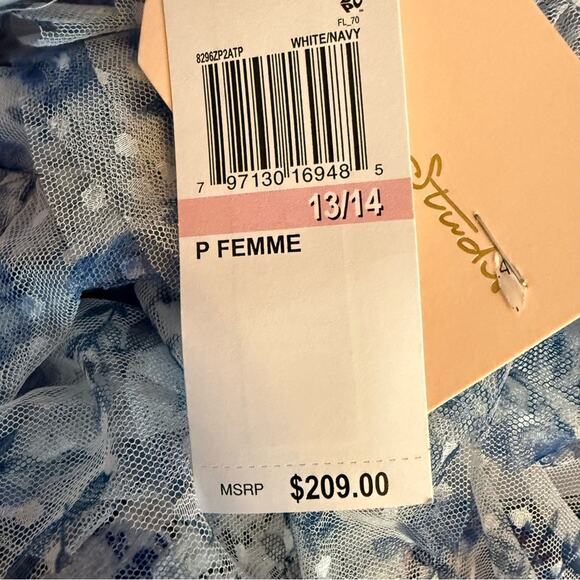 FL_70
8296ZP2ATP WHITE/NAVY
7 97130 16948 5
13/14
P FEMME
MSRP $209.00